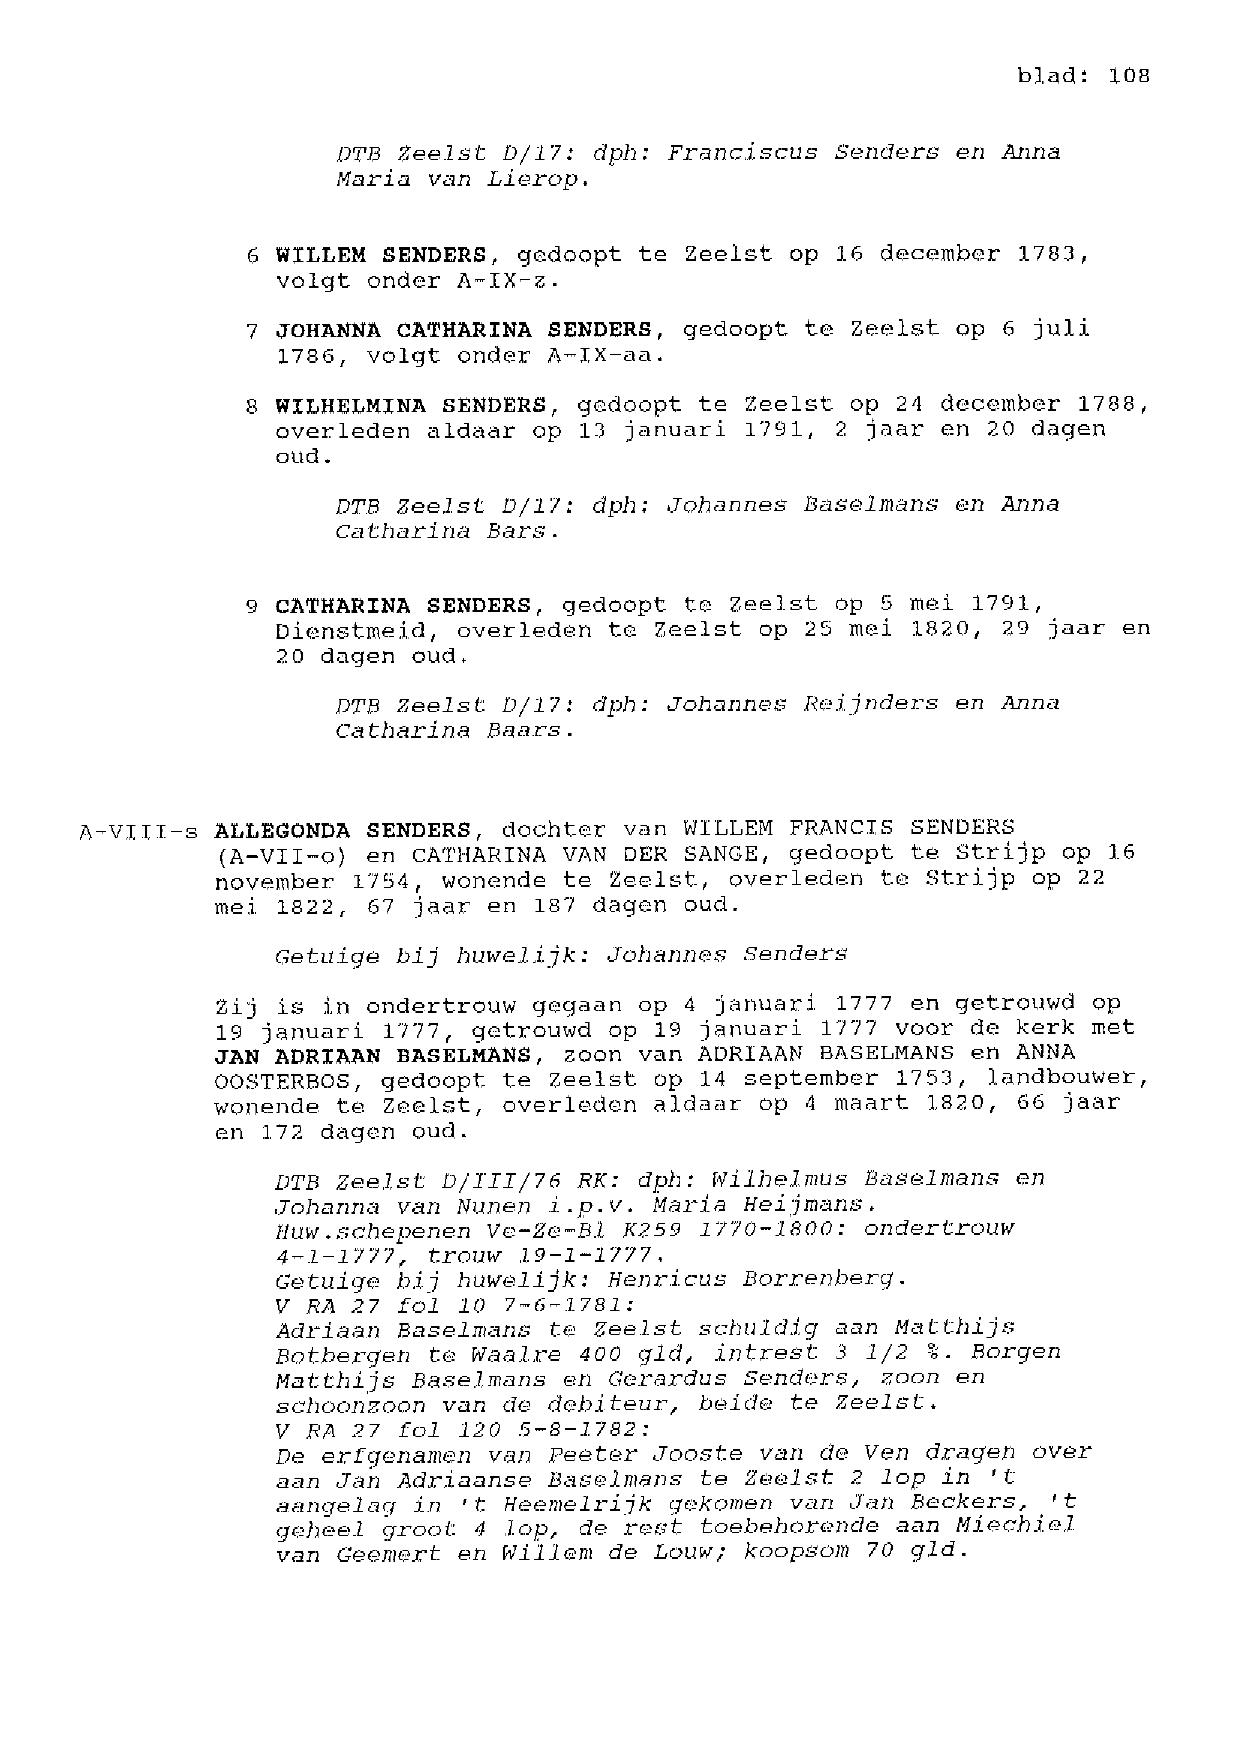 blad: 108
DTB Zeelst D/17: dph: Franciscus Senders en Anna
Maria van Lierop.
6 WILLEM SENDERS, gedoopt te Zeelst op 16 december 1783,
volgt onder A-IX-z.
7 JOHANNA CATHARINA SENDERS, gedoopt te Zeelst op 6 juli
1786, volgt onder A-IX-aa.
8 WILHELMINA SENDERS, gedoopt te Zeelst op 24 december 1788,
overleden aldaar op 13 januari 1791, 2 jaar en 20 dagen
oud.
DTB Zeelst D/17: dph: Johannes Baselmans en Anna
Catharina Bars.
9 CATHARINA SENDERS, gedoopt te Zeelst op 5 mei 1791,
Dienstmeid, overleden te Zeelst op 25 mei 1820, 29 jaar en
20 dagen oud.
DTB Zeelst D/17: dph: Johannes Reijnders en Anna
Catharina Baars.
A-VIII-s ALLEGONDA SENDERS, dochter van WILLEM FRANCIS SENDERS
(A-VII-o) en CATHARINA VAN DER SANGE, gedoopt te Strijp op 16
november 1754, wonende te Zeelst, overleden te Strijp op 22
mei 1822, 67 jaar en 187 dagen oud.
Getuige bij huwelijk: Johannes Senders
Zij is in ondertrouw gegaan op 4 januari 1777 en getrouwd op
19 januari 1777, getrouwd op 19 januari 1777 voor de kerk met
JAN ADRIAAN BASELMANS, zoon van ADRIAAN BASELMANS en ANNA
OOSTERBOS, gedoopt te Zeelst op 14 september 1753, landbouwer,
wonende te Zeelst, overleden aldaar op 4 maart 1820, 66 jaar
en 172 dagen oud.
DTB Zeelst D/III/76 RK: dph: Wilhelmus Baselmans en
Johanna van Nunen i.p.v. Maria Heijmans.
Huw.schepenen Ve-Ze-Bl K259 1770-1800: ondertrouw
4-1-1777, trouw 19-1-1777.
Getuige bij huwelijk: Henricus Borrenberg.
V RA 27 fol 10 7-6-1781:
Adriaan Baselmans te Zeelst schuldig aan Matthijs
Botbergen te Waalre 400 gld, intrest 3 1/2 %. Borgen
Matthijs Baselmans en Gerardus Senders, zoon en
schoonzoon van de debiteur, beide te Zeelst.
V RA 27 fol 120 5-8-1782:
De erfgenamen van Peeter Jooste van de Ven dragen over
aan Jan Adriaanse Baselmans te Zeelst 2 lop in 't
aangelag in 't Heemelrijk gekomen van Jan Beckers, 't
geheel groot 4 lop, de rest toebehorende aan Miechiel
van Geemert en Willem de Louw; koopsom 70 gld.